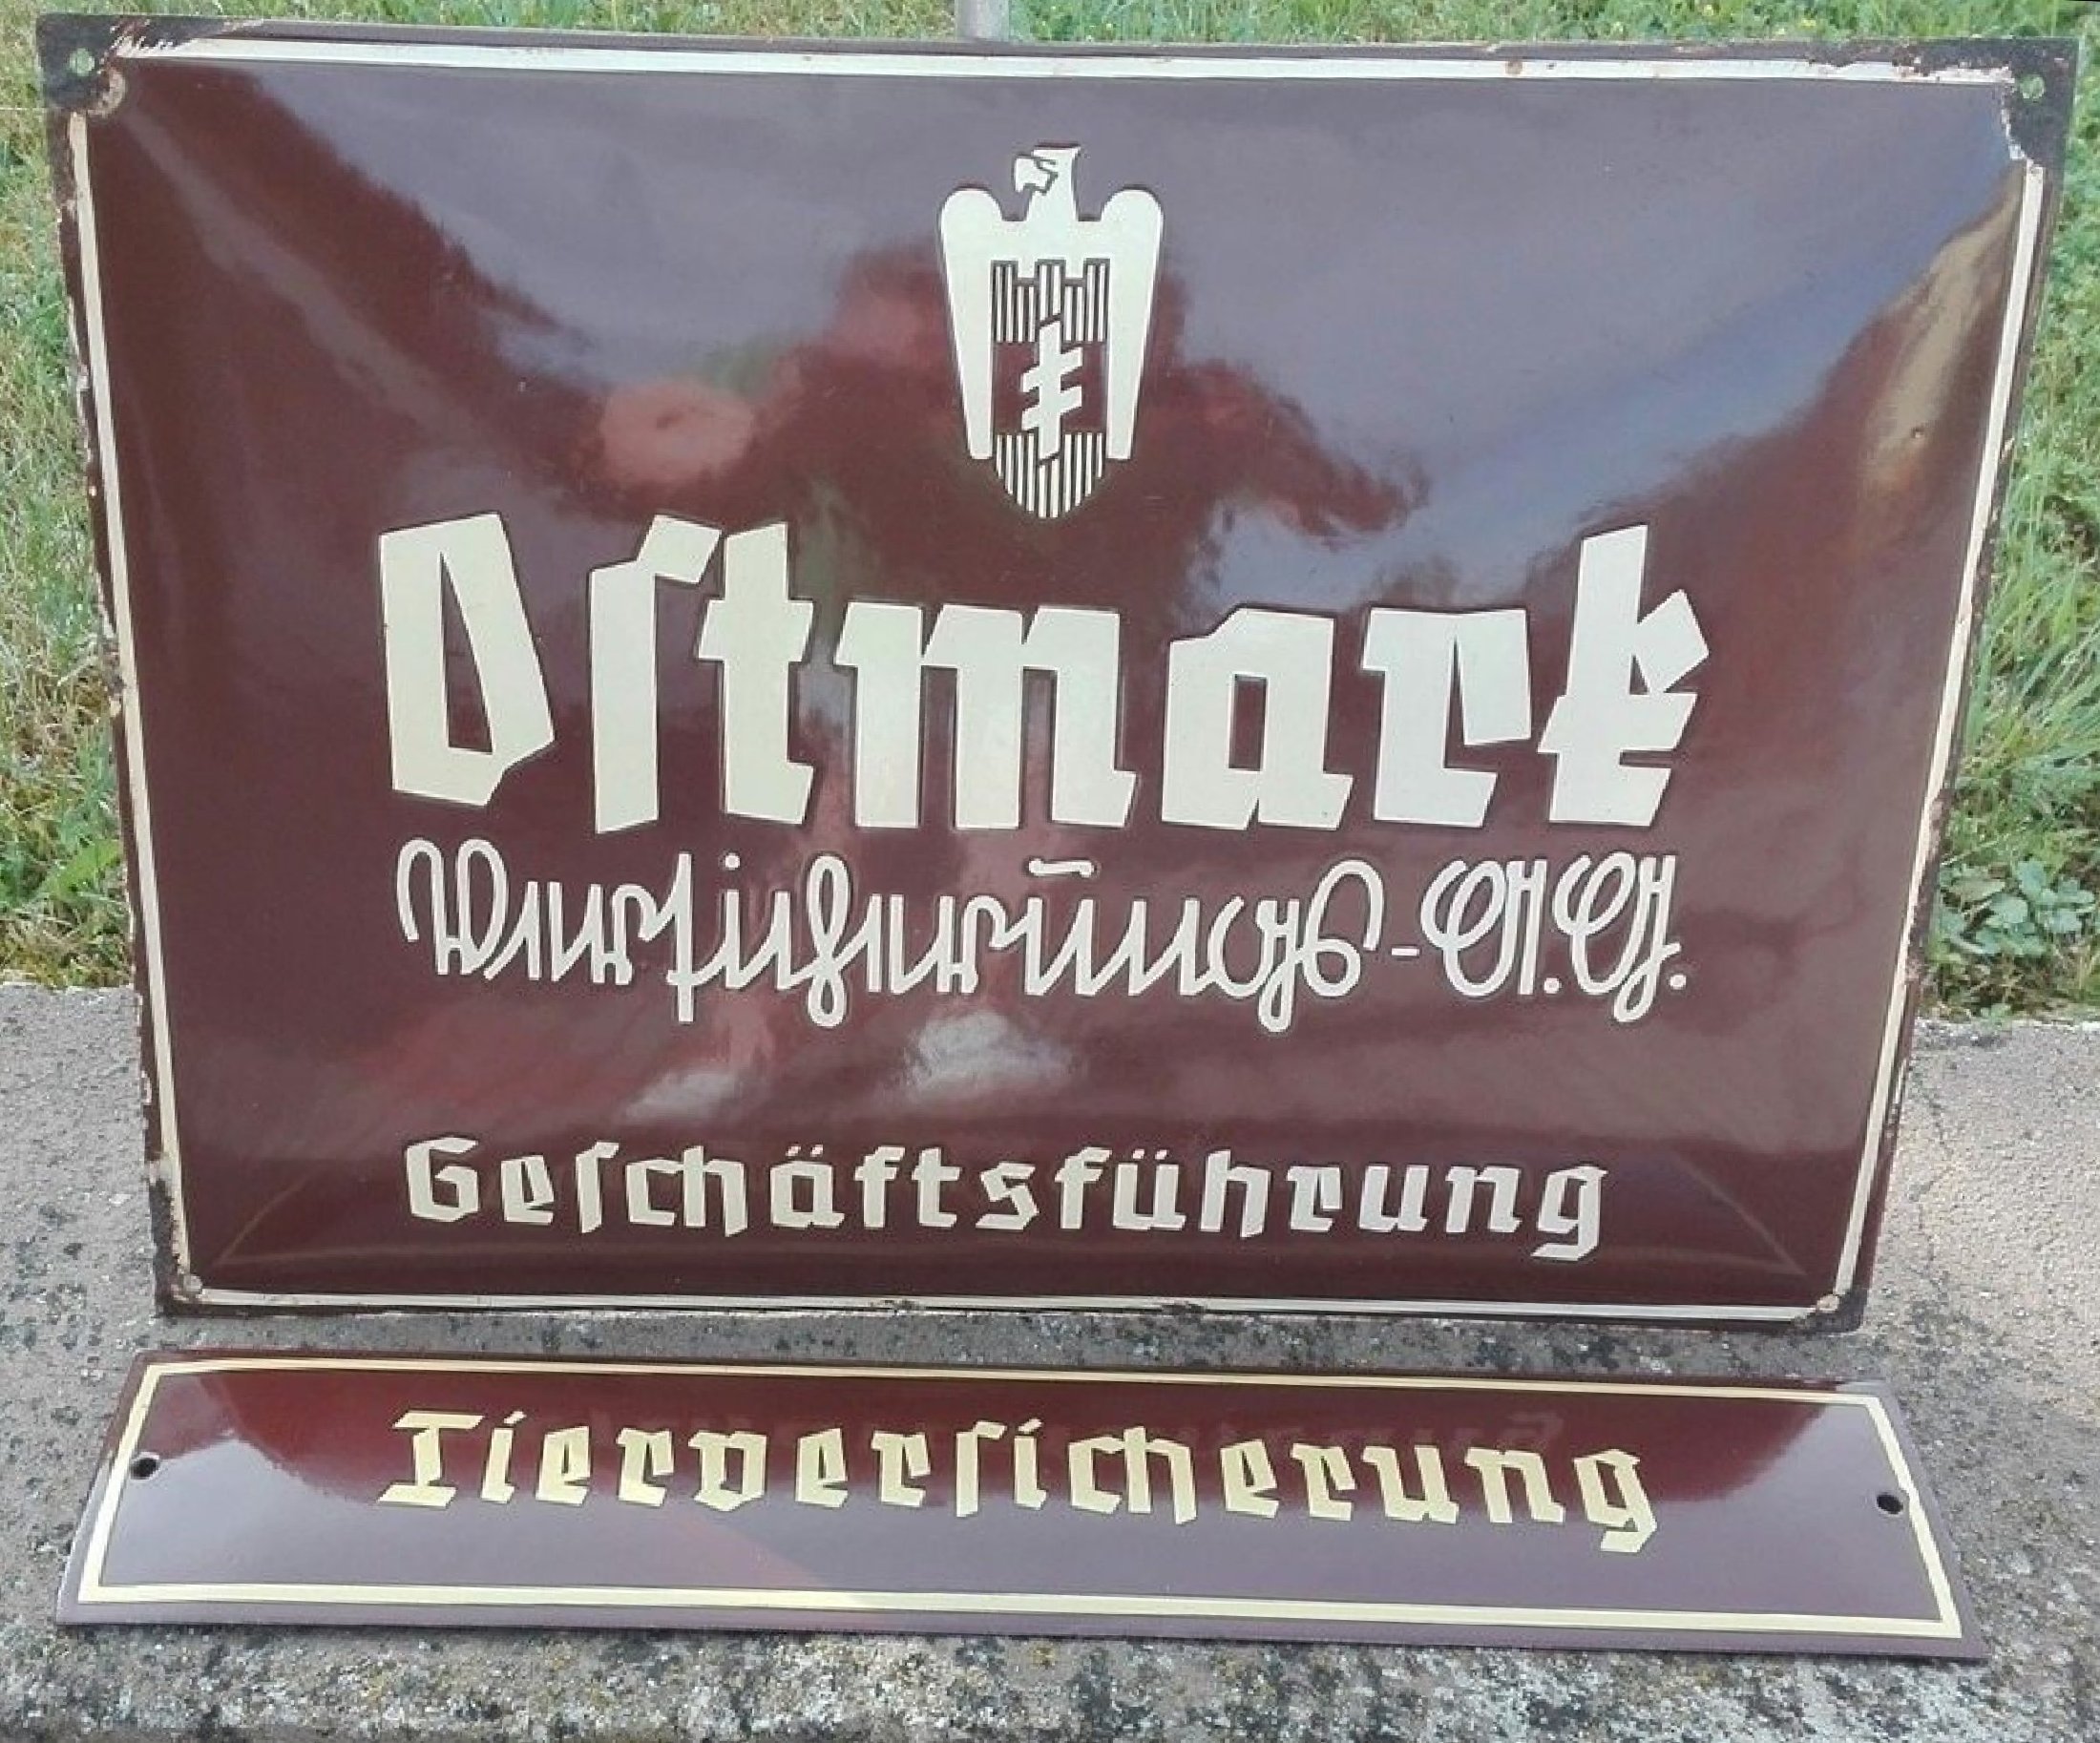 Oſtmark
Verſicherungs-A.G.
Geſchäftsführung
Tierverſicherung